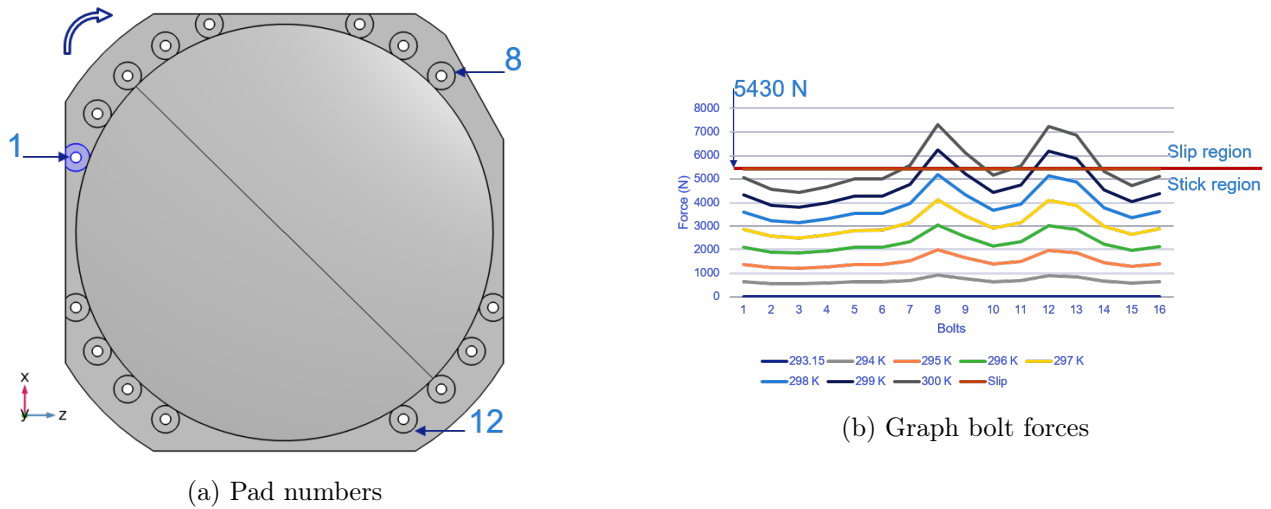 1
8
12
x
y
z
(a) Pad numbers
5430 N
8000
7000
6000
5000
4000
3000
2000
1000
0
Force (N)
Slip region
Stick region
1 2 3 4 5 6 7 8 9 10 11 12 13 14 15 16
Bolts
293.15 294 K 295 K 296 K 297 K
298 K 299 K 300 K Slip
(b) Graph bolt forces